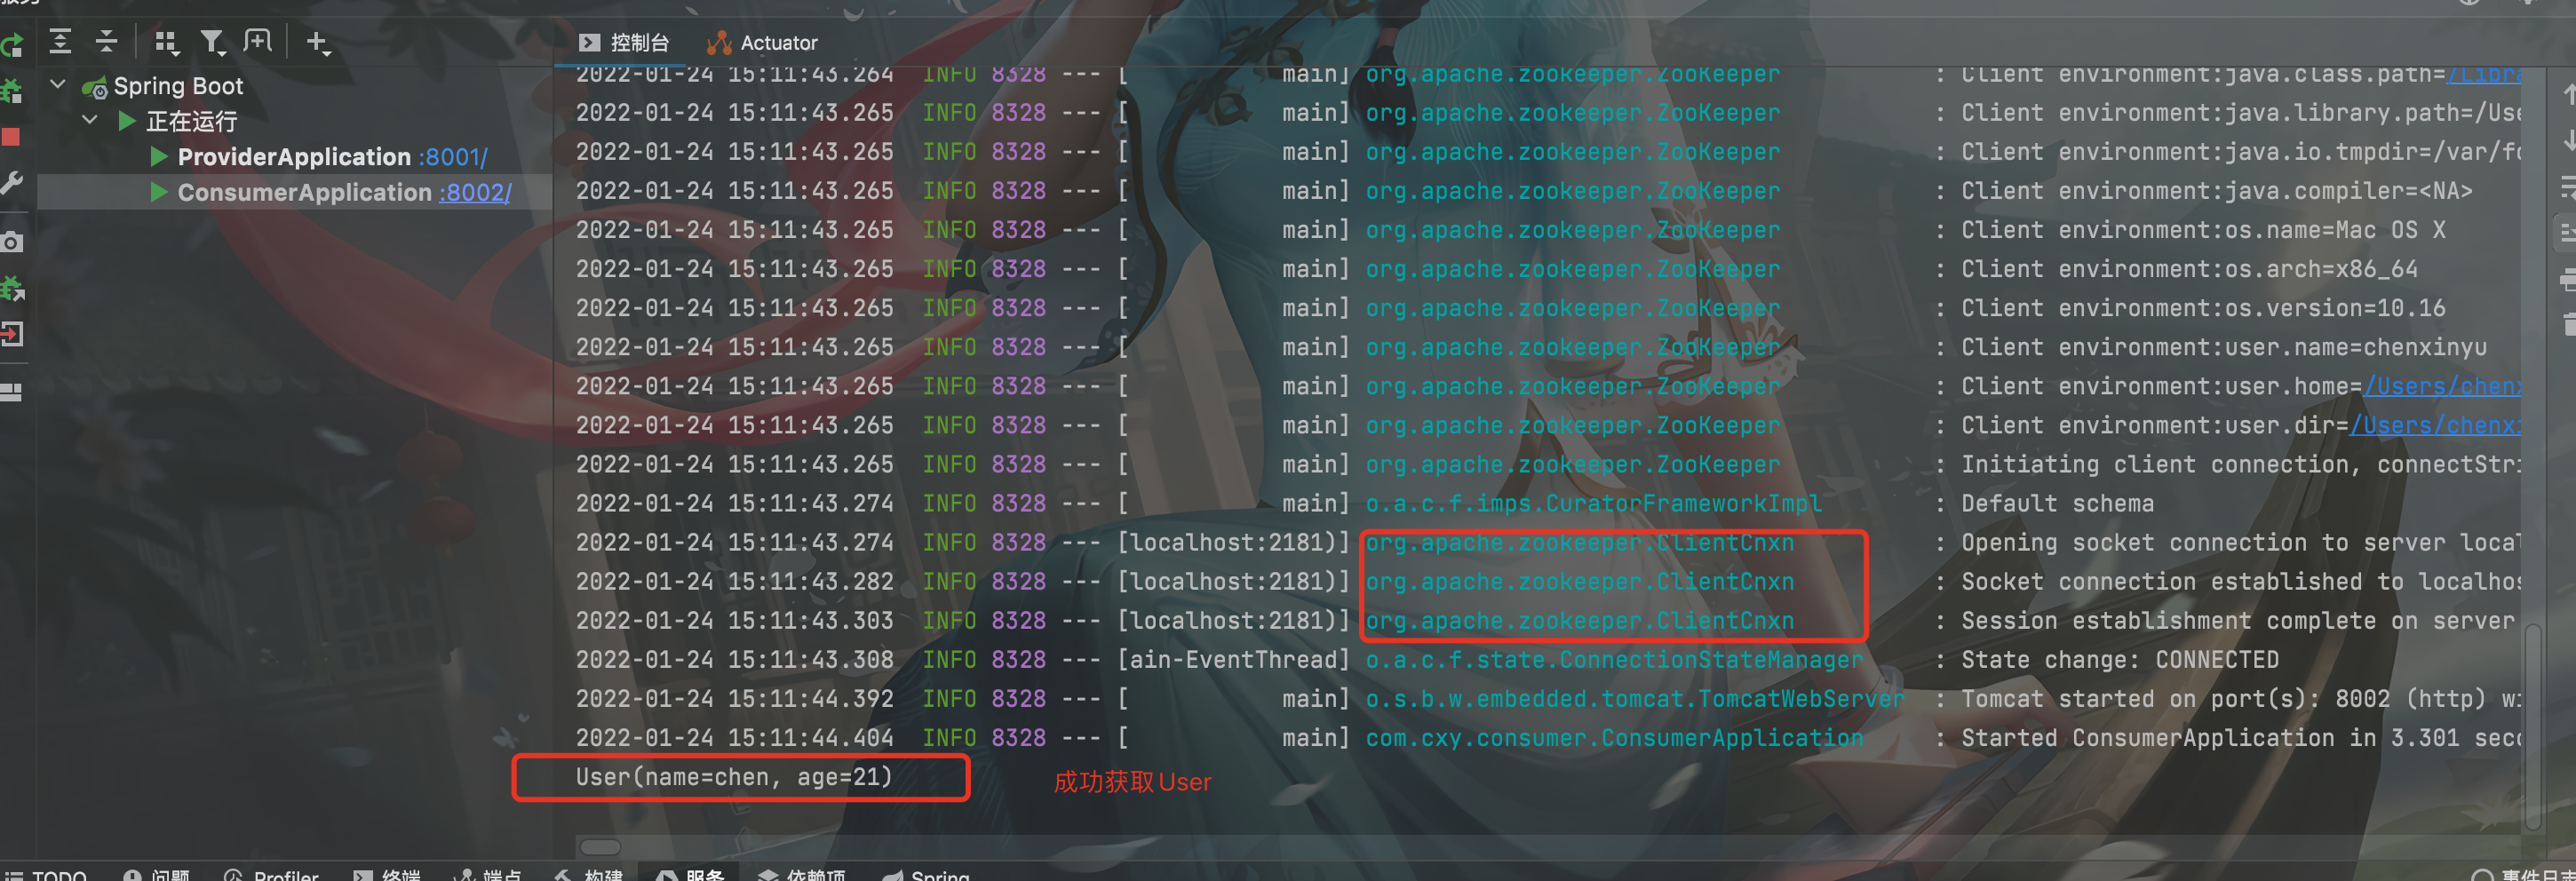 控制台 Actuator
Spring Boot
正在运行
ProviderApplication :8001/
ConsumerApplication :8002/
2022-01-24 15:11:43.264 INFO 8328 --- [ main] org.apache.zookeeper.ZooKeeper : Client environment:java.class.path=/Libra
2022-01-24 15:11:43.265 INFO 8328 --- [ main] org.apache.zookeeper.ZooKeeper : Client environment:java.library.path=/Use
2022-01-24 15:11:43.265 INFO 8328 --- [ main] org.apache.zookeeper.ZooKeeper : Client environment:java.io.tmpdir=/var/fo
2022-01-24 15:11:43.265 INFO 8328 --- [ main] org.apache.zookeeper.ZooKeeper : Client environment:java.compiler=<NA>
2022-01-24 15:11:43.265 INFO 8328 --- [ main] org.apache.zookeeper.ZooKeeper : Client environment:os.name=Mac OS X
2022-01-24 15:11:43.265 INFO 8328 --- [ main] org.apache.zookeeper.ZooKeeper : Client environment:os.arch=x86_64
2022-01-24 15:11:43.265 INFO 8328 --- [ main] org.apache.zookeeper.ZooKeeper : Client environment:os.version=10.16
2022-01-24 15:11:43.265 INFO 8328 --- [ main] org.apache.zookeeper.ZooKeeper : Client environment:user.name=chenxinyu
2022-01-24 15:11:43.265 INFO 8328 --- [ main] org.apache.zookeeper.ZooKeeper : Client environment:user.home=/Users/chenx
2022-01-24 15:11:43.265 INFO 8328 --- [ main] org.apache.zookeeper.ZooKeeper : Client environment:user.dir=/Users/chenxi
2022-01-24 15:11:43.265 INFO 8328 --- [ main] org.apache.zookeeper.ZooKeeper : Initiating client connection, connectStri
2022-01-24 15:11:43.274 INFO 8328 --- [ main] o.a.c.f.imps.CuratorFrameworkImpl : Default schema
2022-01-24 15:11:43.274 INFO 8328 --- [localhost:2181)] org.apache.zookeeper.ClientCnxn : Opening socket connection to server local
2022-01-24 15:11:43.282 INFO 8328 --- [localhost:2181)] org.apache.zookeeper.ClientCnxn : Socket connection established to localhos
2022-01-24 15:11:43.303 INFO 8328 --- [localhost:2181)] org.apache.zookeeper.ClientCnxn : Session establishment complete on server
2022-01-24 15:11:43.308 INFO 8328 --- [ain-EventThread] o.a.c.f.state.ConnectionStateManager : State change: CONNECTED
2022-01-24 15:11:44.392 INFO 8328 --- [ main] o.s.b.w.embedded.tomcat.TomcatWebServer : Tomcat started on port(s): 8002 (http) wi
2022-01-24 15:11:44.404 INFO 8328 --- [ main] com.cxy.consumer.ConsumerApplication : Started ConsumerApplication in 3.301 seco
User(name=chen, age=21) 成功获取User
TODO 问题 Profiler 终端 端点 构建 服务 依赖项 Spring 事件日志